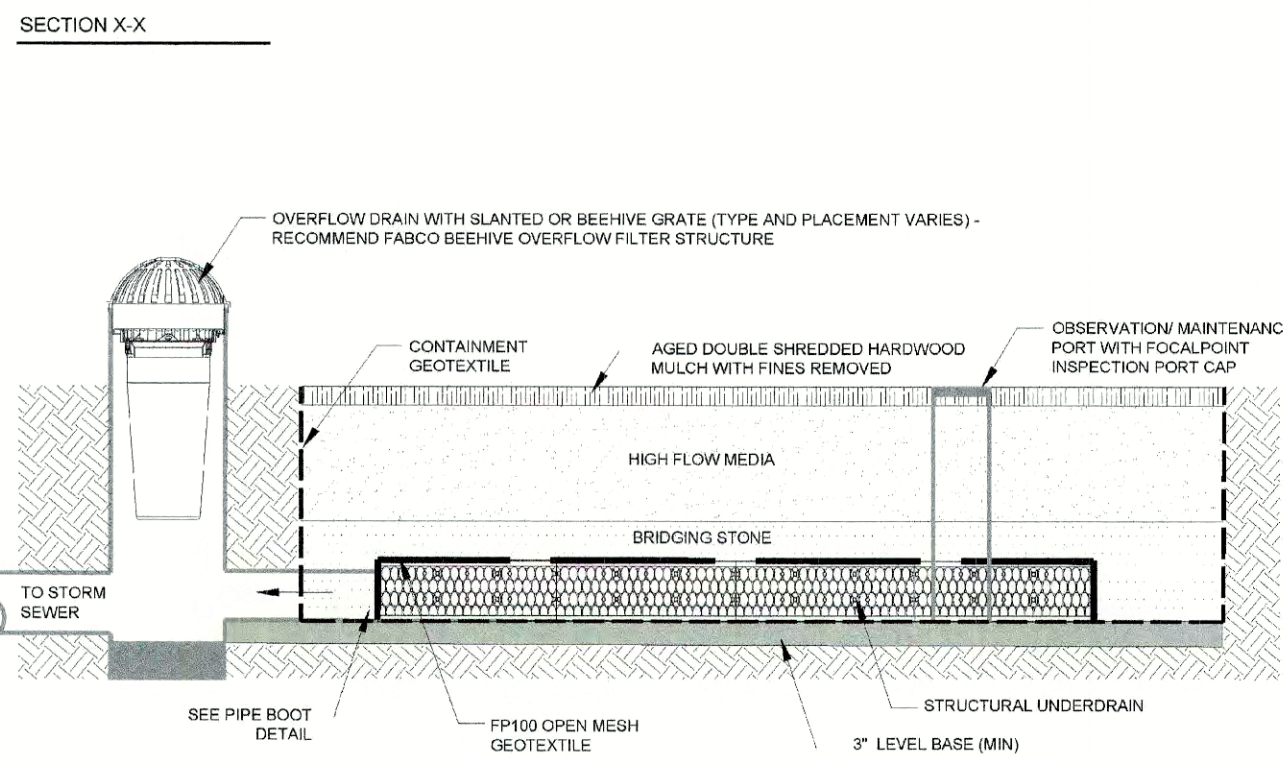 SECTION X-X
OVERFLOW DRAIN WITH SLANTED OR BEEHIVE GRATE (TYPE AND PLACEMENT VARIES) -
RECOMMEND FABCO BEEHIVE OVERFLOW FILTER STRUCTURE
CONTAINMENT
GEOTEXTILE
AGED DOUBLE SHREDDED HARDWOOD
MULCH WITH FINES REMOVED
OBSERVATION/ MAINTENANC
PORT WITH FOCALPOINT
INSPECTION PORT CAP
HIGH FLOW MEDIA
BRIDGING STONE
TO STORM
SEWER
SEE PIPE BOOT
DETAIL
FP100 OPEN MESH
GEOTEXTILE
STRUCTURAL UNDERDRAIN
3" LEVEL BASE (MIN)